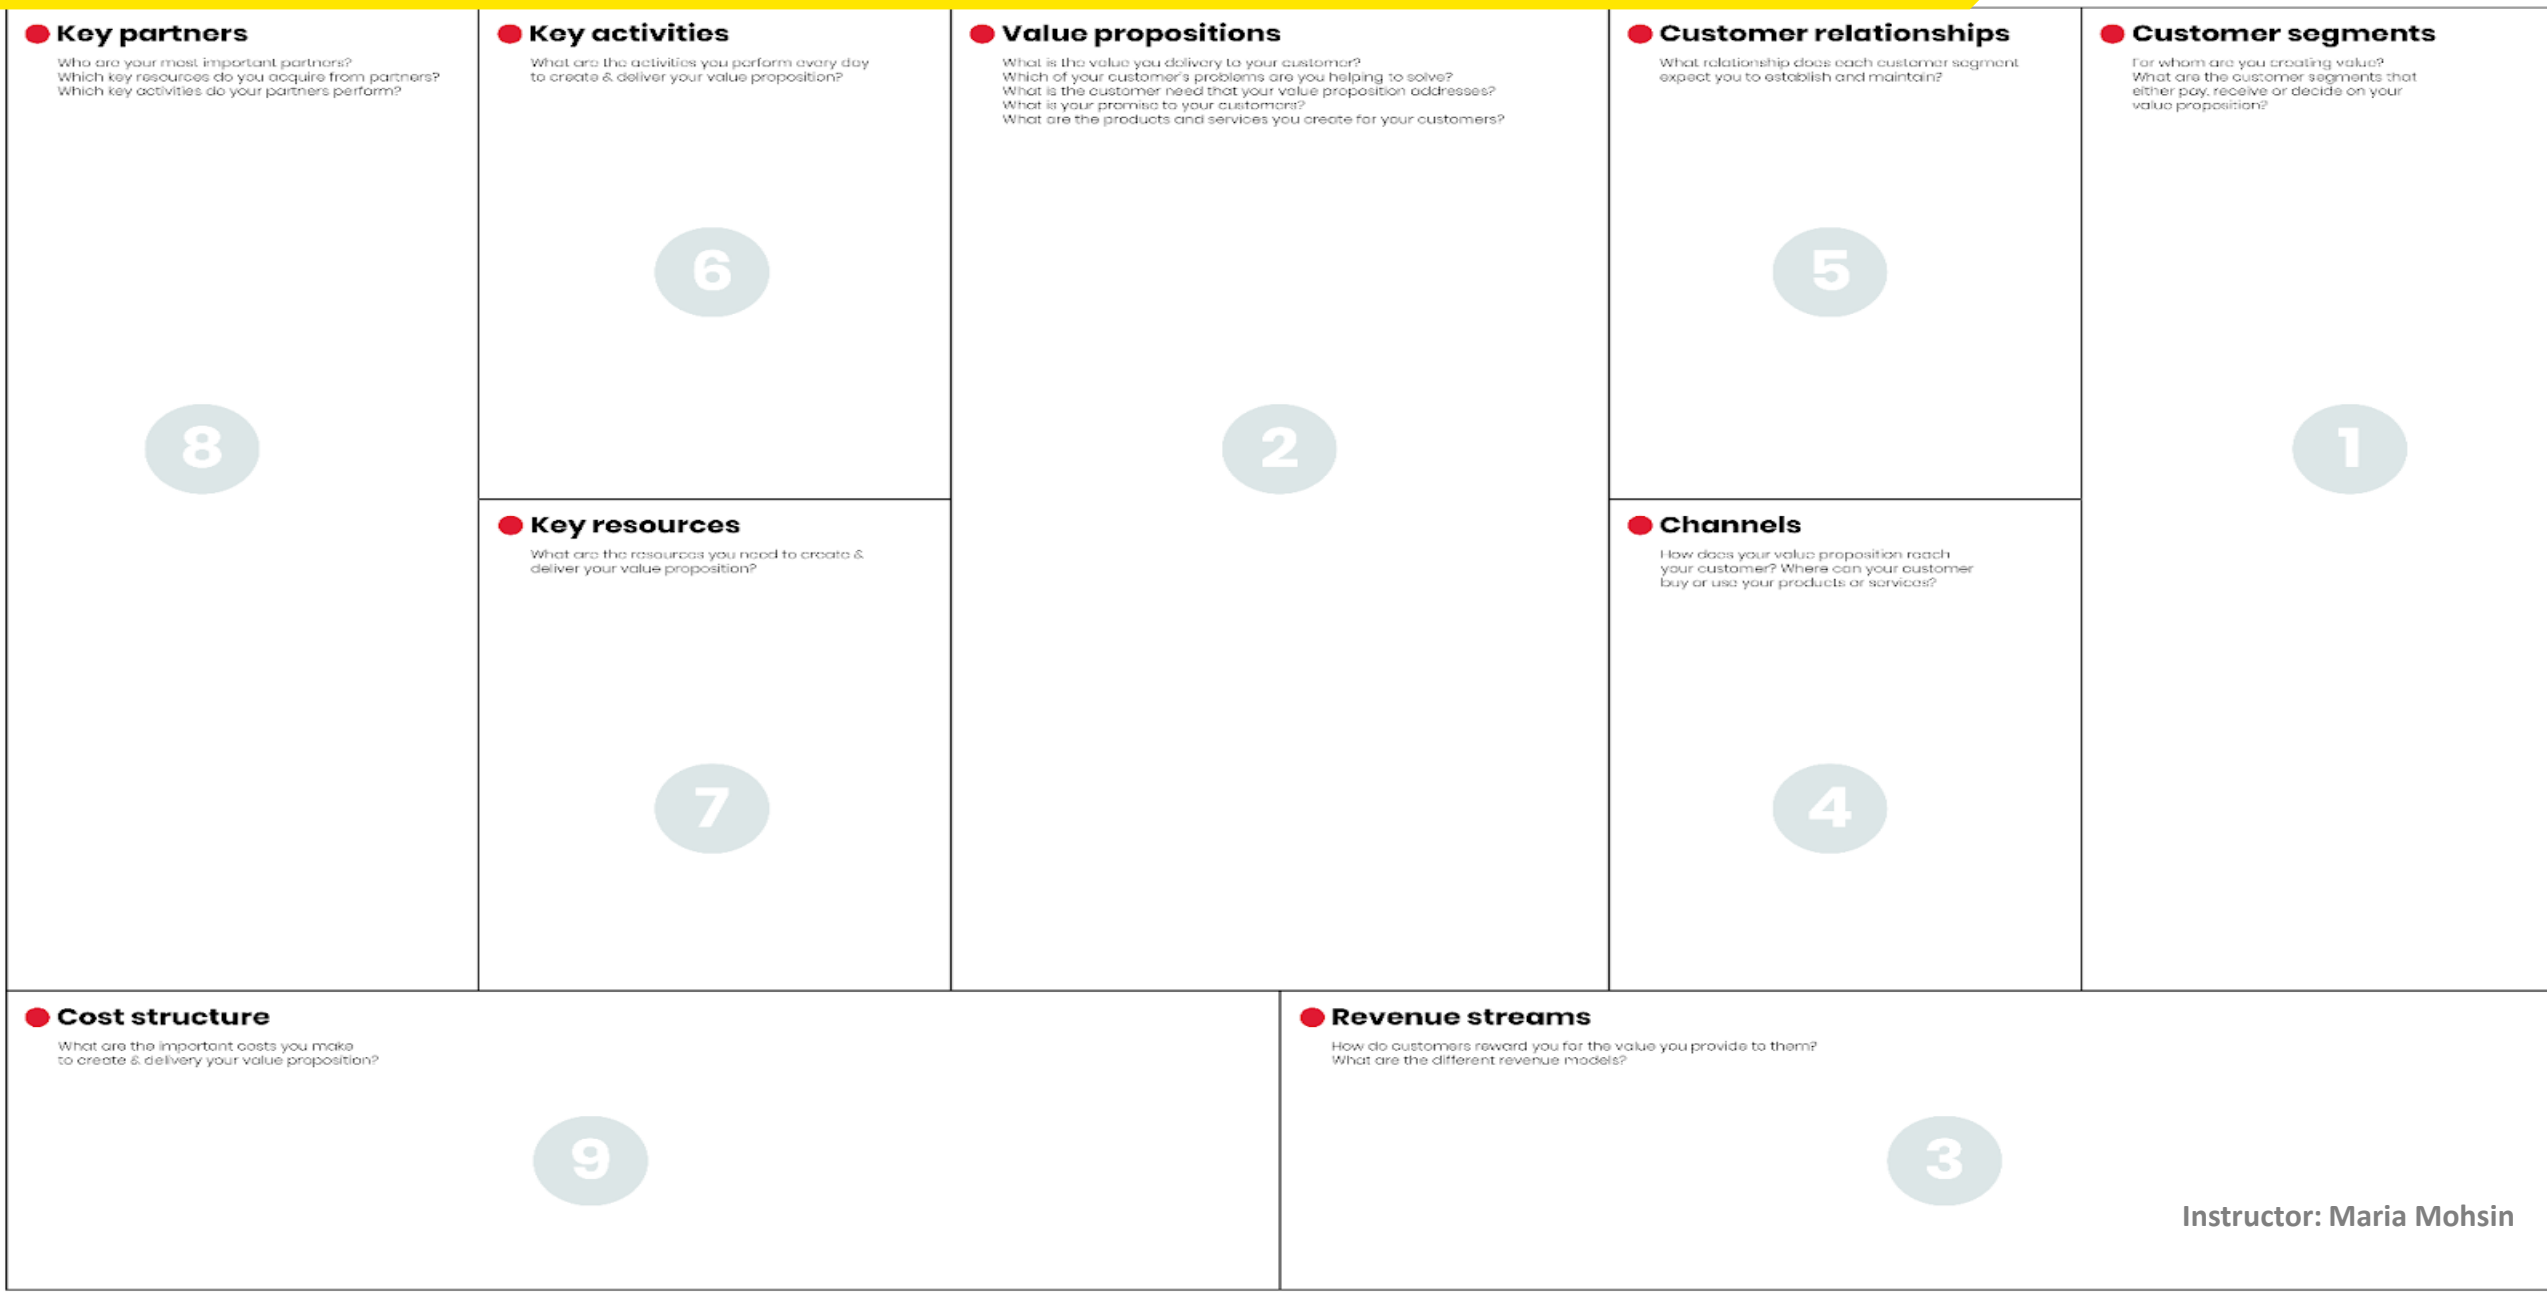 Key partners
Who are your most important partners?
Which key resources do you acquire from partners?
Which key activities do your partners perform?
8
Key activities
What are the activities you perform every day
to create & deliver your value proposition?
6
Key resources
What are the resources you need to create &
deliver your value proposition?
7
Value propositions
What is the value you delivery to your customer?
Which of your customer's problems are you helping to solve?
What is the customer need that your value proposition addresses?
What is your promise to your customers?
What are the products and services you create for your customers?
2
Customer relationships
What relationship does each customer segment
expect you to establish and maintain?
5
Channels
How does your value proposition reach
your customer? Where can your customer
buy or use your products or services?
4
Customer segments
For whom are you creating value?
What are the customer segments that
either pay, receive or decide on your
value proposition?
1
Cost structure
What are the important costs you make
to create & delivery your value proposition?
9
Revenue streams
How do customers reward you for the value you provide to them?
What are the different revenue models?
3
Instructor: Maria Mohsin